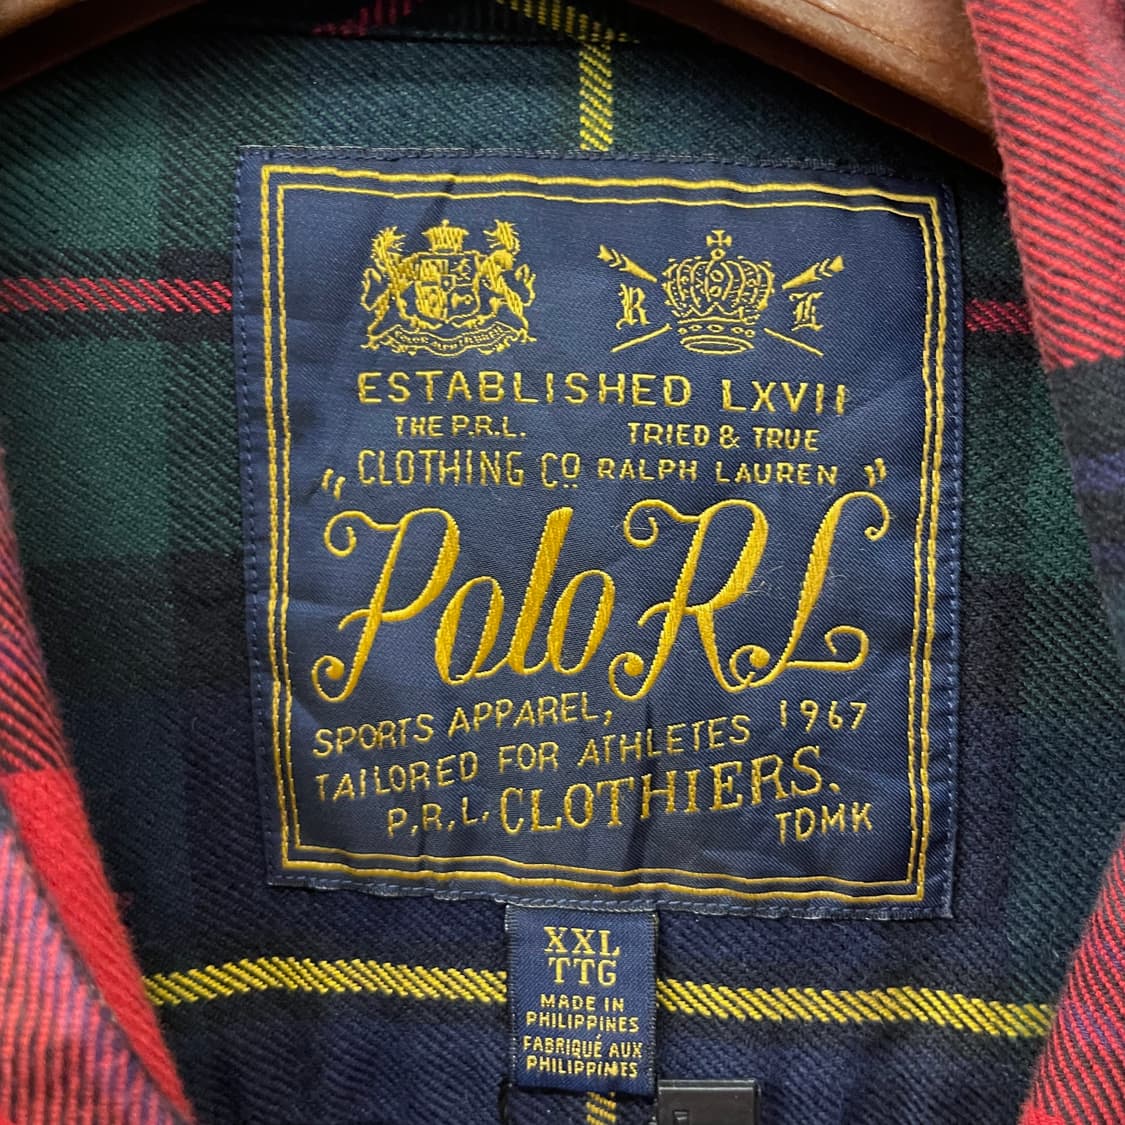 R L
ESTABLISHED LXVII
THE P.R.L. TRIED & TRUE
CLOTHING CO. RALPH LAUREN
"Polo RL"
SPORTS APPAREL, 1967
TAILORED FOR ATHLETES
P.R.L. CLOTHIERS.
TDMK
XXL
TTG
MADE IN
PHILIPPINES
FABRIQUÉ AUX
PHILIPPINES